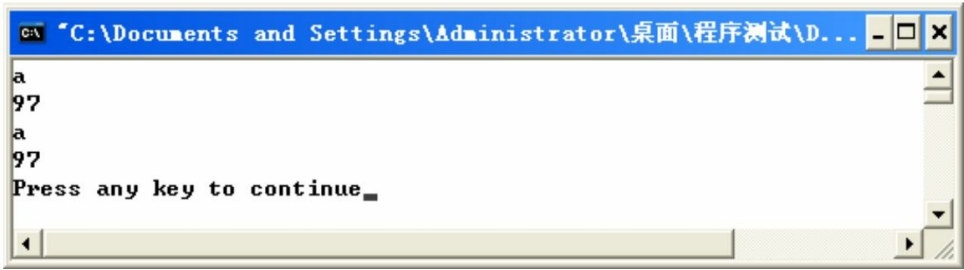 "C:\Documents and Settings\Administrator\桌面\程序测试\D...
a
97
a
97
Press any key to continue